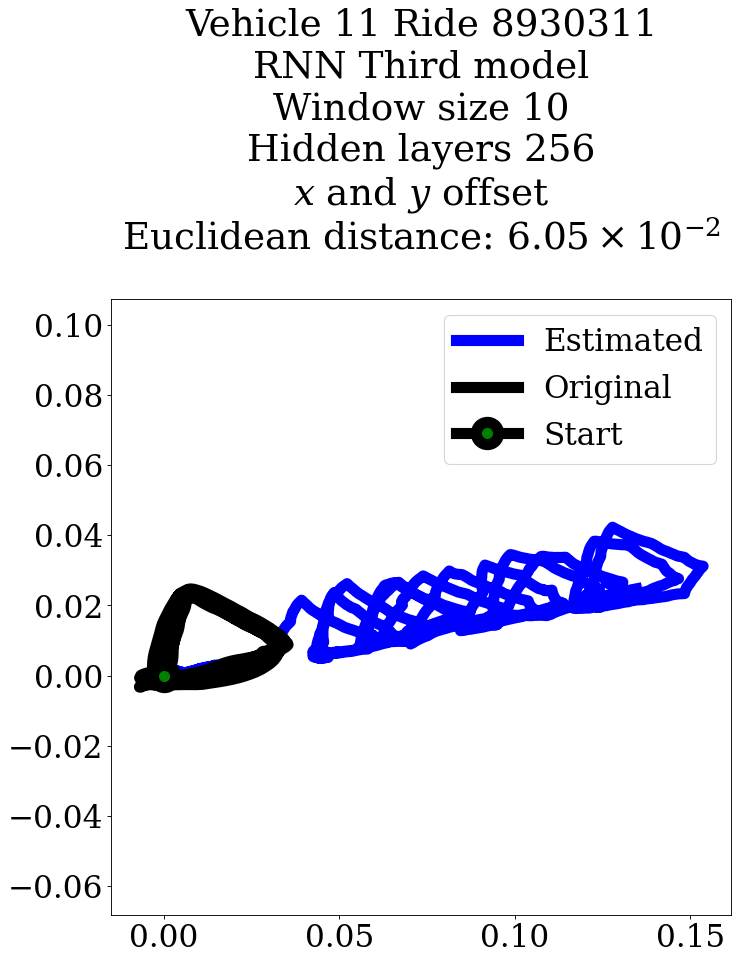 Vehicle 11 Ride 8930311
RNN Third model
Window size 10
Hidden layers 256
x and y offset
Euclidean distance: 6.05 × 10⁻²
Estimated
Original
Start
0.10
0.08
0.06
0.04
0.02
0.00
−0.02
−0.04
−0.06
0.00 0.05 0.10 0.15